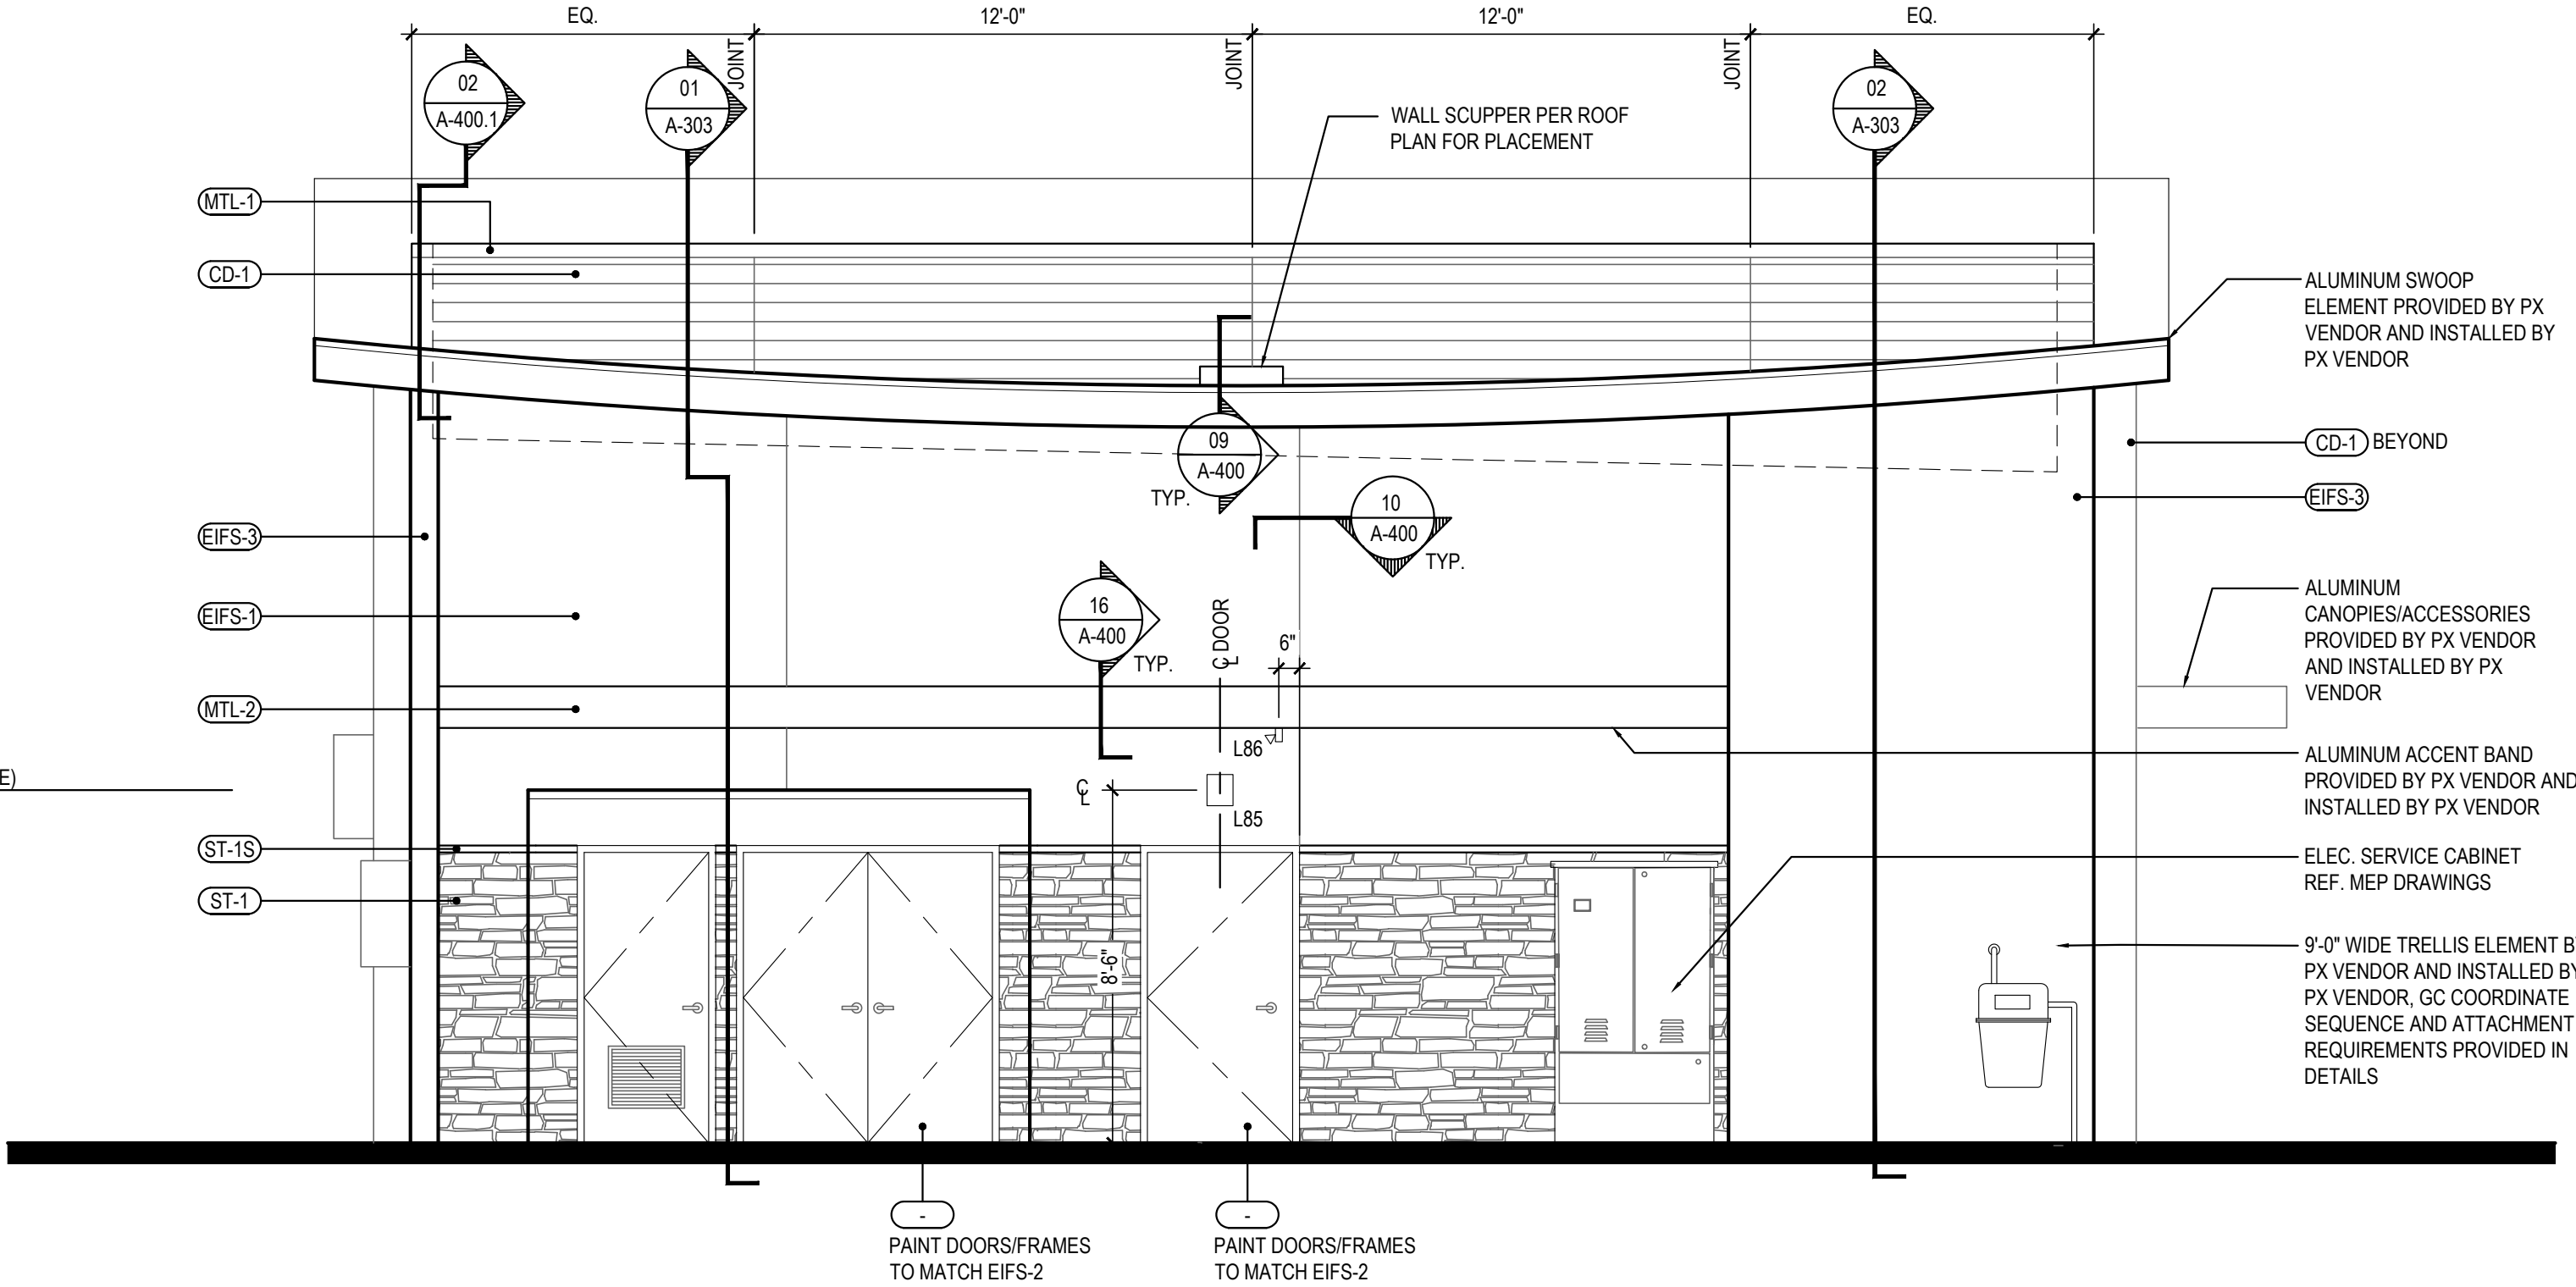 EQ.
12'-0"
12'-0"
EQ.
JOINT
JOINT
JOINT
02
A-400.1
01
A-303
02
A-303
WALL SCUPPER PER ROOF
PLAN FOR PLACEMENT
MTL-1
CD-1
ALUMINUM SWOOP
ELEMENT PROVIDED BY PX
VENDOR AND INSTALLED BY
PX VENDOR
09
A-400
TYP.
CD-1 BEYOND
10
A-400
TYP.
EIFS-3
EIFS-3
EIFS-1
16
A-400
TYP.
CL DOOR
6"
ALUMINUM
CANOPIES/ACCESSORIES
PROVIDED BY PX VENDOR
AND INSTALLED BY PX
VENDOR
MTL-2
L86
CL
L85
ALUMINUM ACCENT BAND
PROVIDED BY PX VENDOR AND
INSTALLED BY PX VENDOR
E)
ST-1S
ST-1
ELEC. SERVICE CABINET
REF. MEP DRAWINGS
8'-6"
9'-0" WIDE TRELLIS ELEMENT B
PX VENDOR AND INSTALLED BY
PX VENDOR, GC COORDINATE
SEQUENCE AND ATTACHMENT
REQUIREMENTS PROVIDED IN
DETAILS
-
PAINT DOORS/FRAMES
TO MATCH EIFS-2
-
PAINT DOORS/FRAMES
TO MATCH EIFS-2